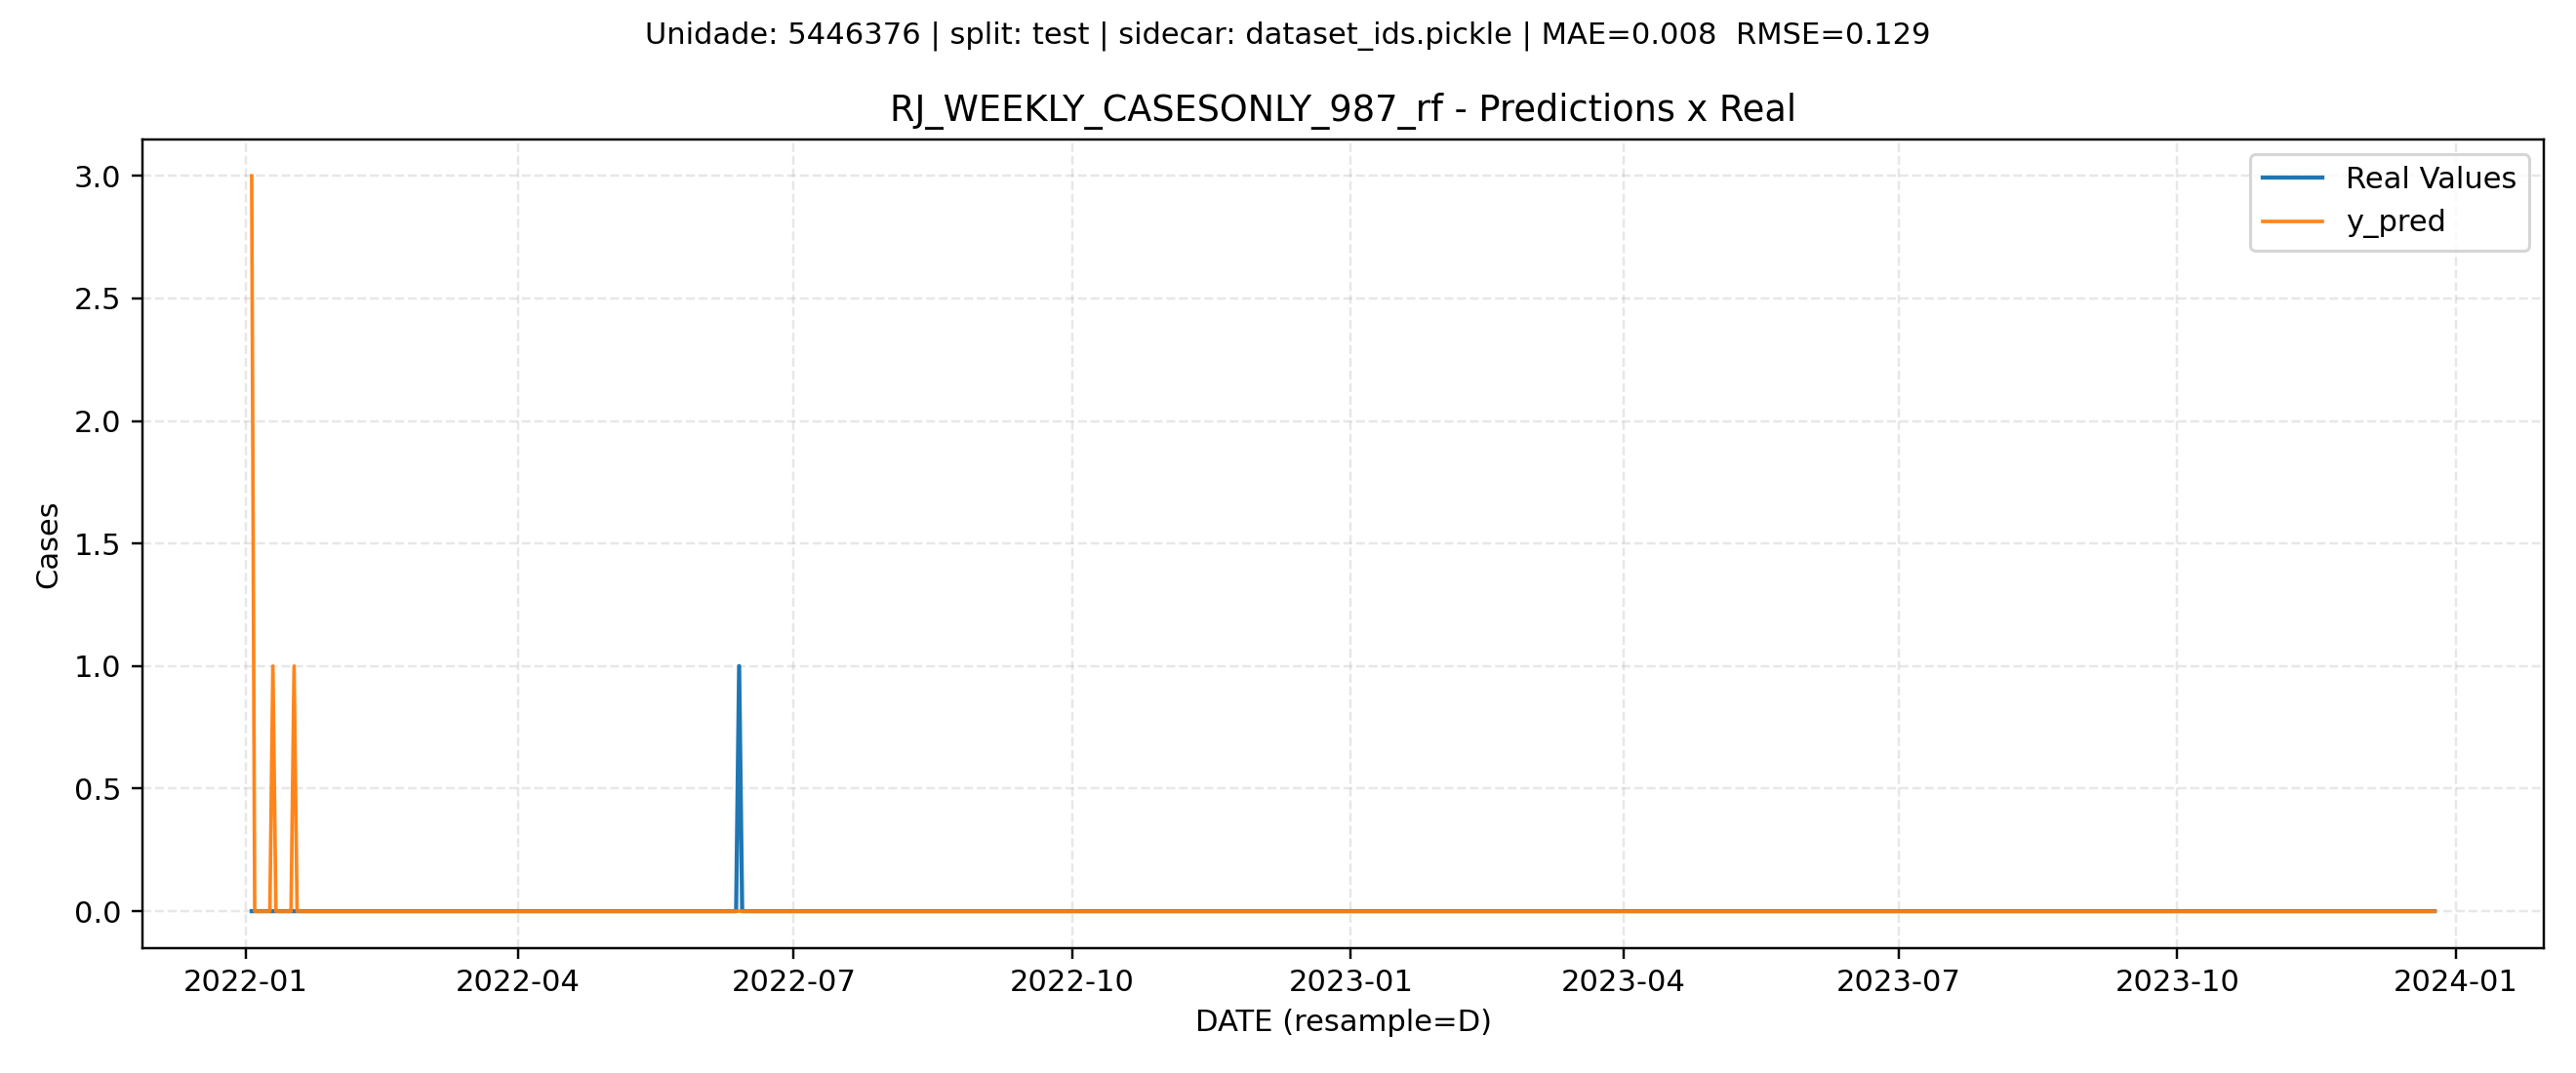 Unidade: 5446376 | split: test | sidecar: dataset_ids.pickle | MAE=0.008  RMSE=0.129
RJ_WEEKLY_CASESONLY_987_rf - Predictions x Real
Real Values
y_pred
3.0
2.5
2.0
1.5
1.0
0.5
0.0
Cases
2022-01
2022-04
2022-07
2022-10
2023-01
2023-04
2023-07
2023-10
2024-01
DATE (resample=D)